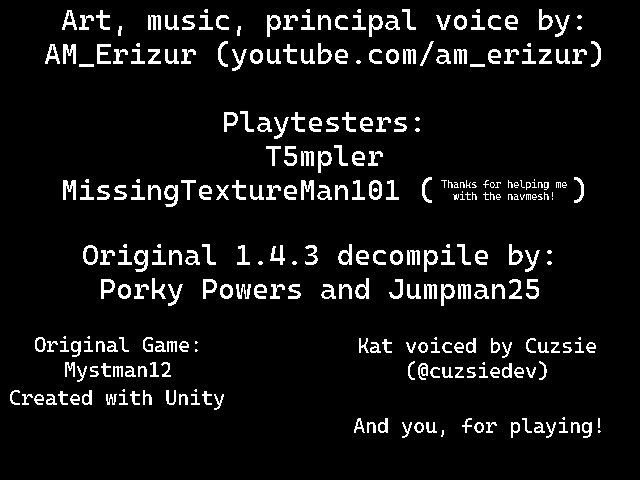 Art, music, principal voice by:
AM_Erizur (youtube.com/am_erizur)
Playtesters:
T5mpler
MissingTextureMan101 (Thanks for helping me
with the navmesh!)
Original 1.4.3 decompile by:
Porky Powers and Jumpman25
Original Game:
Mystman12
Created with Unity
Kat voiced by Cuzsie
(@cuzsiedev)
And you, for playing!